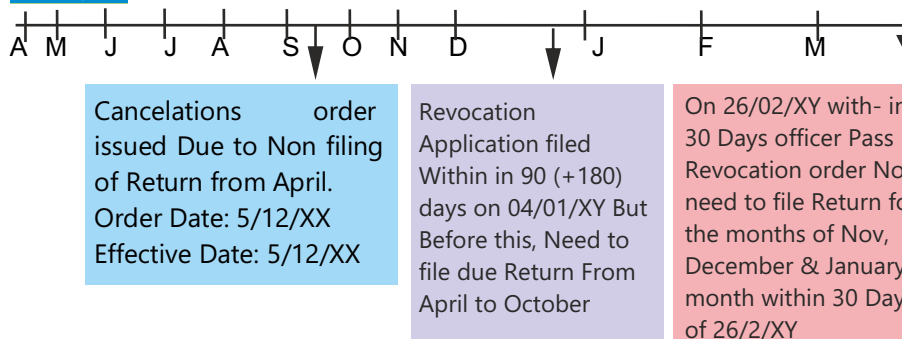 A M J J A S O N D J F M
Cancelations order
issued Due to Non filing
of Return from April.
Order Date: 5/12/XX
Effective Date: 5/12/XX
Revocation
Application filed
Within in 90 (+180)
days on 04/01/XY But
Before this, Need to
file due Return From
April to October
On 26/02/XY with- in
30 Days officer Pass
Revocation order No
need to file Return fo
the months of Nov,
December & January
month within 30 Day
of 26/2/XY